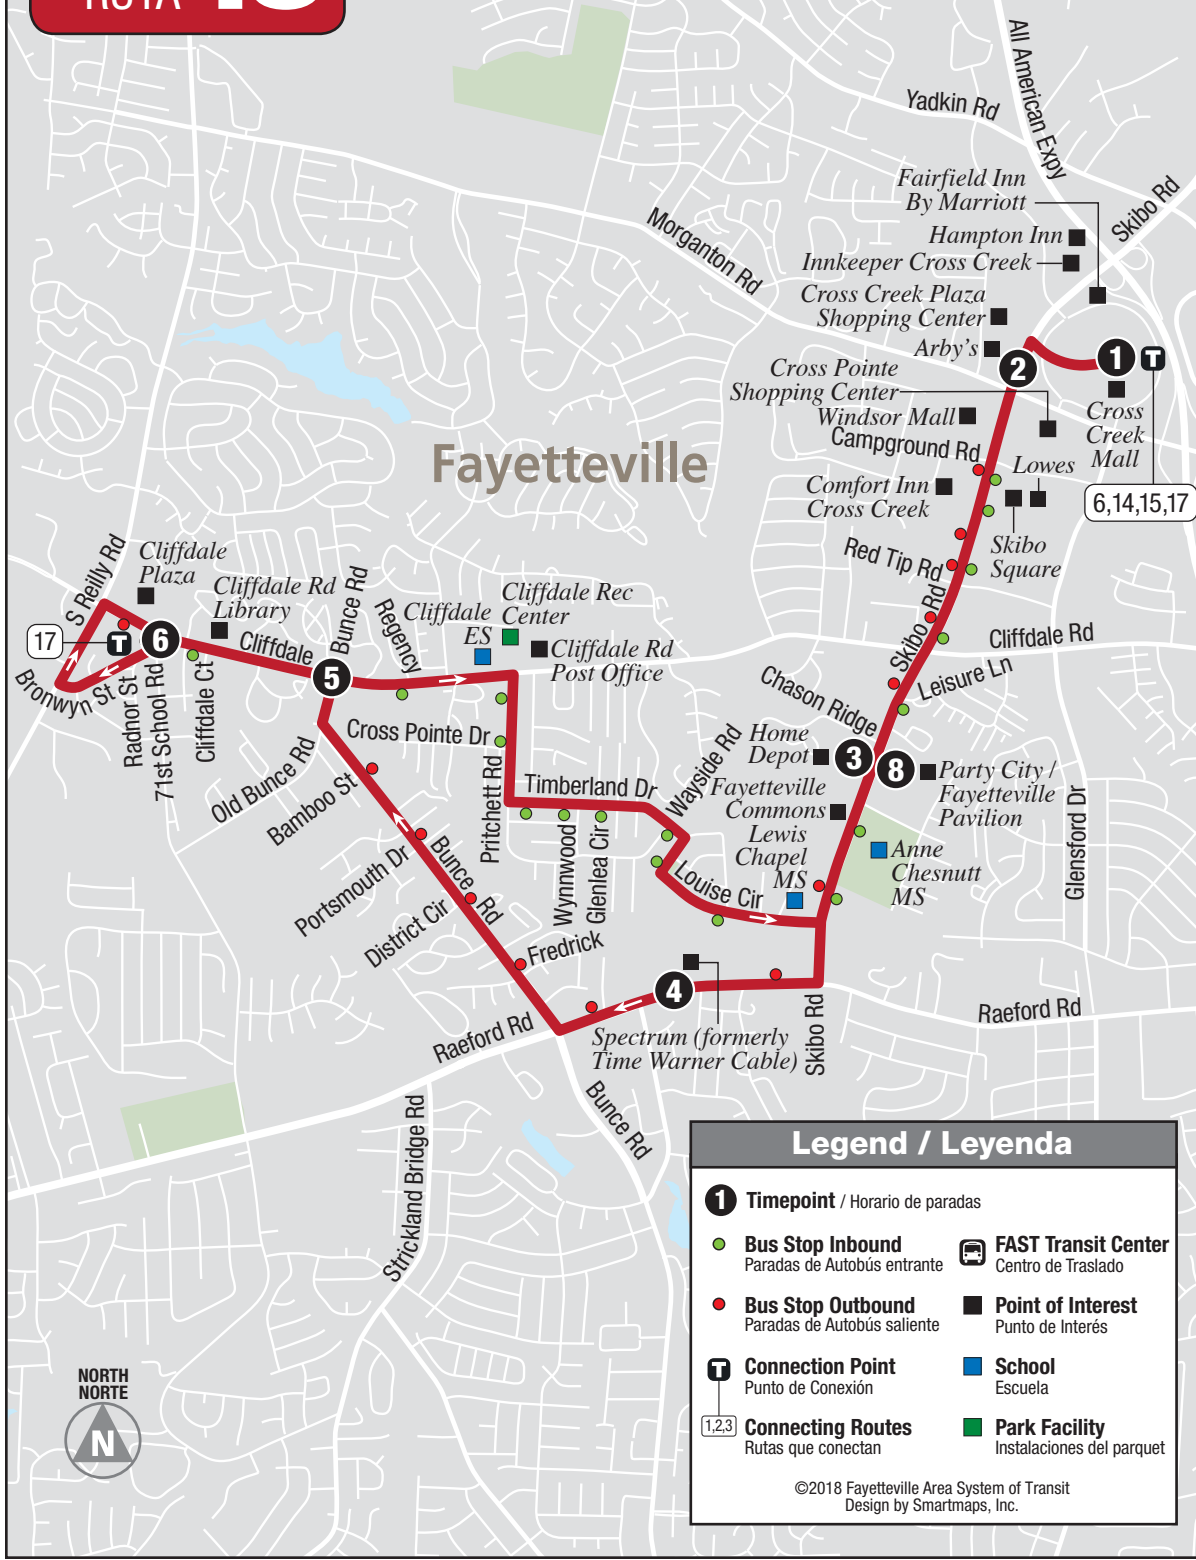 RUTA
All American Expy
Yadkin Rd
Skibo Rd
Fairfield Inn
By Marriott
Morganton Rd
Hampton Inn
Innkeeper Cross Creek
Cross Creek Plaza
Shopping Center
Arby's
1
T
2
Cross Pointe
Shopping Center
Windsor Mall
Cross
Creek
Mall
Campground Rd
Fayetteville
Lowes
Comfort Inn
Cross Creek
6,14,15,17
Skibo
Square
Red Tip Rd
S Reilly Rd
Cliffdale
Plaza
Cliffdale Rd
Library
Bunce Rd
Regency
Cliffdale
ES
Cliffdale Rec
Center
Cliffdale Rd
Post Office
Skibo Rd
Cliffdale Rd
17
T
6
Cliffdale
5
Leisure Ln
Chason Ridge
Bronwyn St
Radnor St
71st School Rd
Cliffdale Ct
Old Bunce Rd
Cross Pointe Dr
Pritchett Rd
Timberland Dr
Wayside Rd
Home
Depot
3
8
Party City /
Fayetteville
Pavilion
Fayetteville
Commons
Lewis
Chapel
MS
Anne
Chesnutt
MS
Glensford Dr
Bamboo St
Portsmouth Dr
Bunce Rd
District Cir
Wynnwood
Glenlea Cir
Louise Cir
Fredrick
4
Raeford Rd
Spectrum (formerly
Time Warner Cable)
Skibo Rd
Raeford Rd
Bunce Rd
Strickland Bridge Rd
NORTH
NORTE
N
Legend / Leyenda
1 Timepoint / Horario de paradas
Bus Stop Inbound
Paradas de Autobús entrante
FAST Transit Center
Centro de Traslado
Bus Stop Outbound
Paradas de Autobús saliente
Point of Interest
Punto de Interés
T Connection Point
Punto de Conexión
School
Escuela
1,2,3 Connecting Routes
Rutas que conectan
Park Facility
Instalaciones del parquet
©2018 Fayetteville Area System of Transit
Design by Smartmaps, Inc.